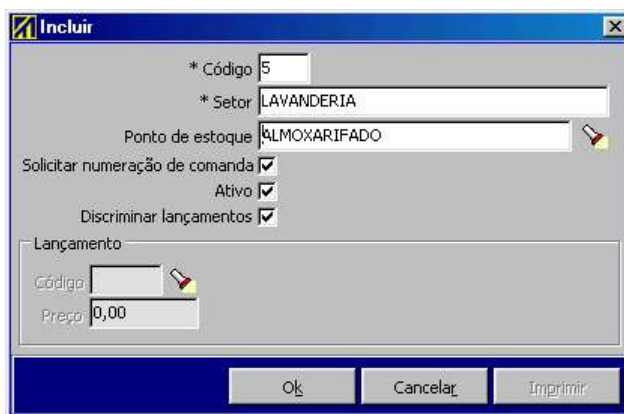 Incluir
* Código 5
* Setor LAVANDERIA
Ponto de estoque ALMOXARIFADO
Solicitar numeração de comanda
Ativo
Discriminar lançamentos
Lançamento
Código
Preço 0,00
Ok Cancelar Imprimir